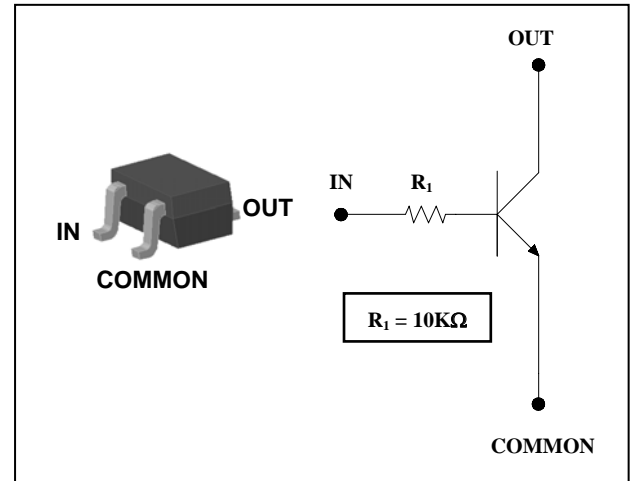 OUT
IN
R₁
OUT
IN
COMMON
R₁ = 10KΩ
COMMON